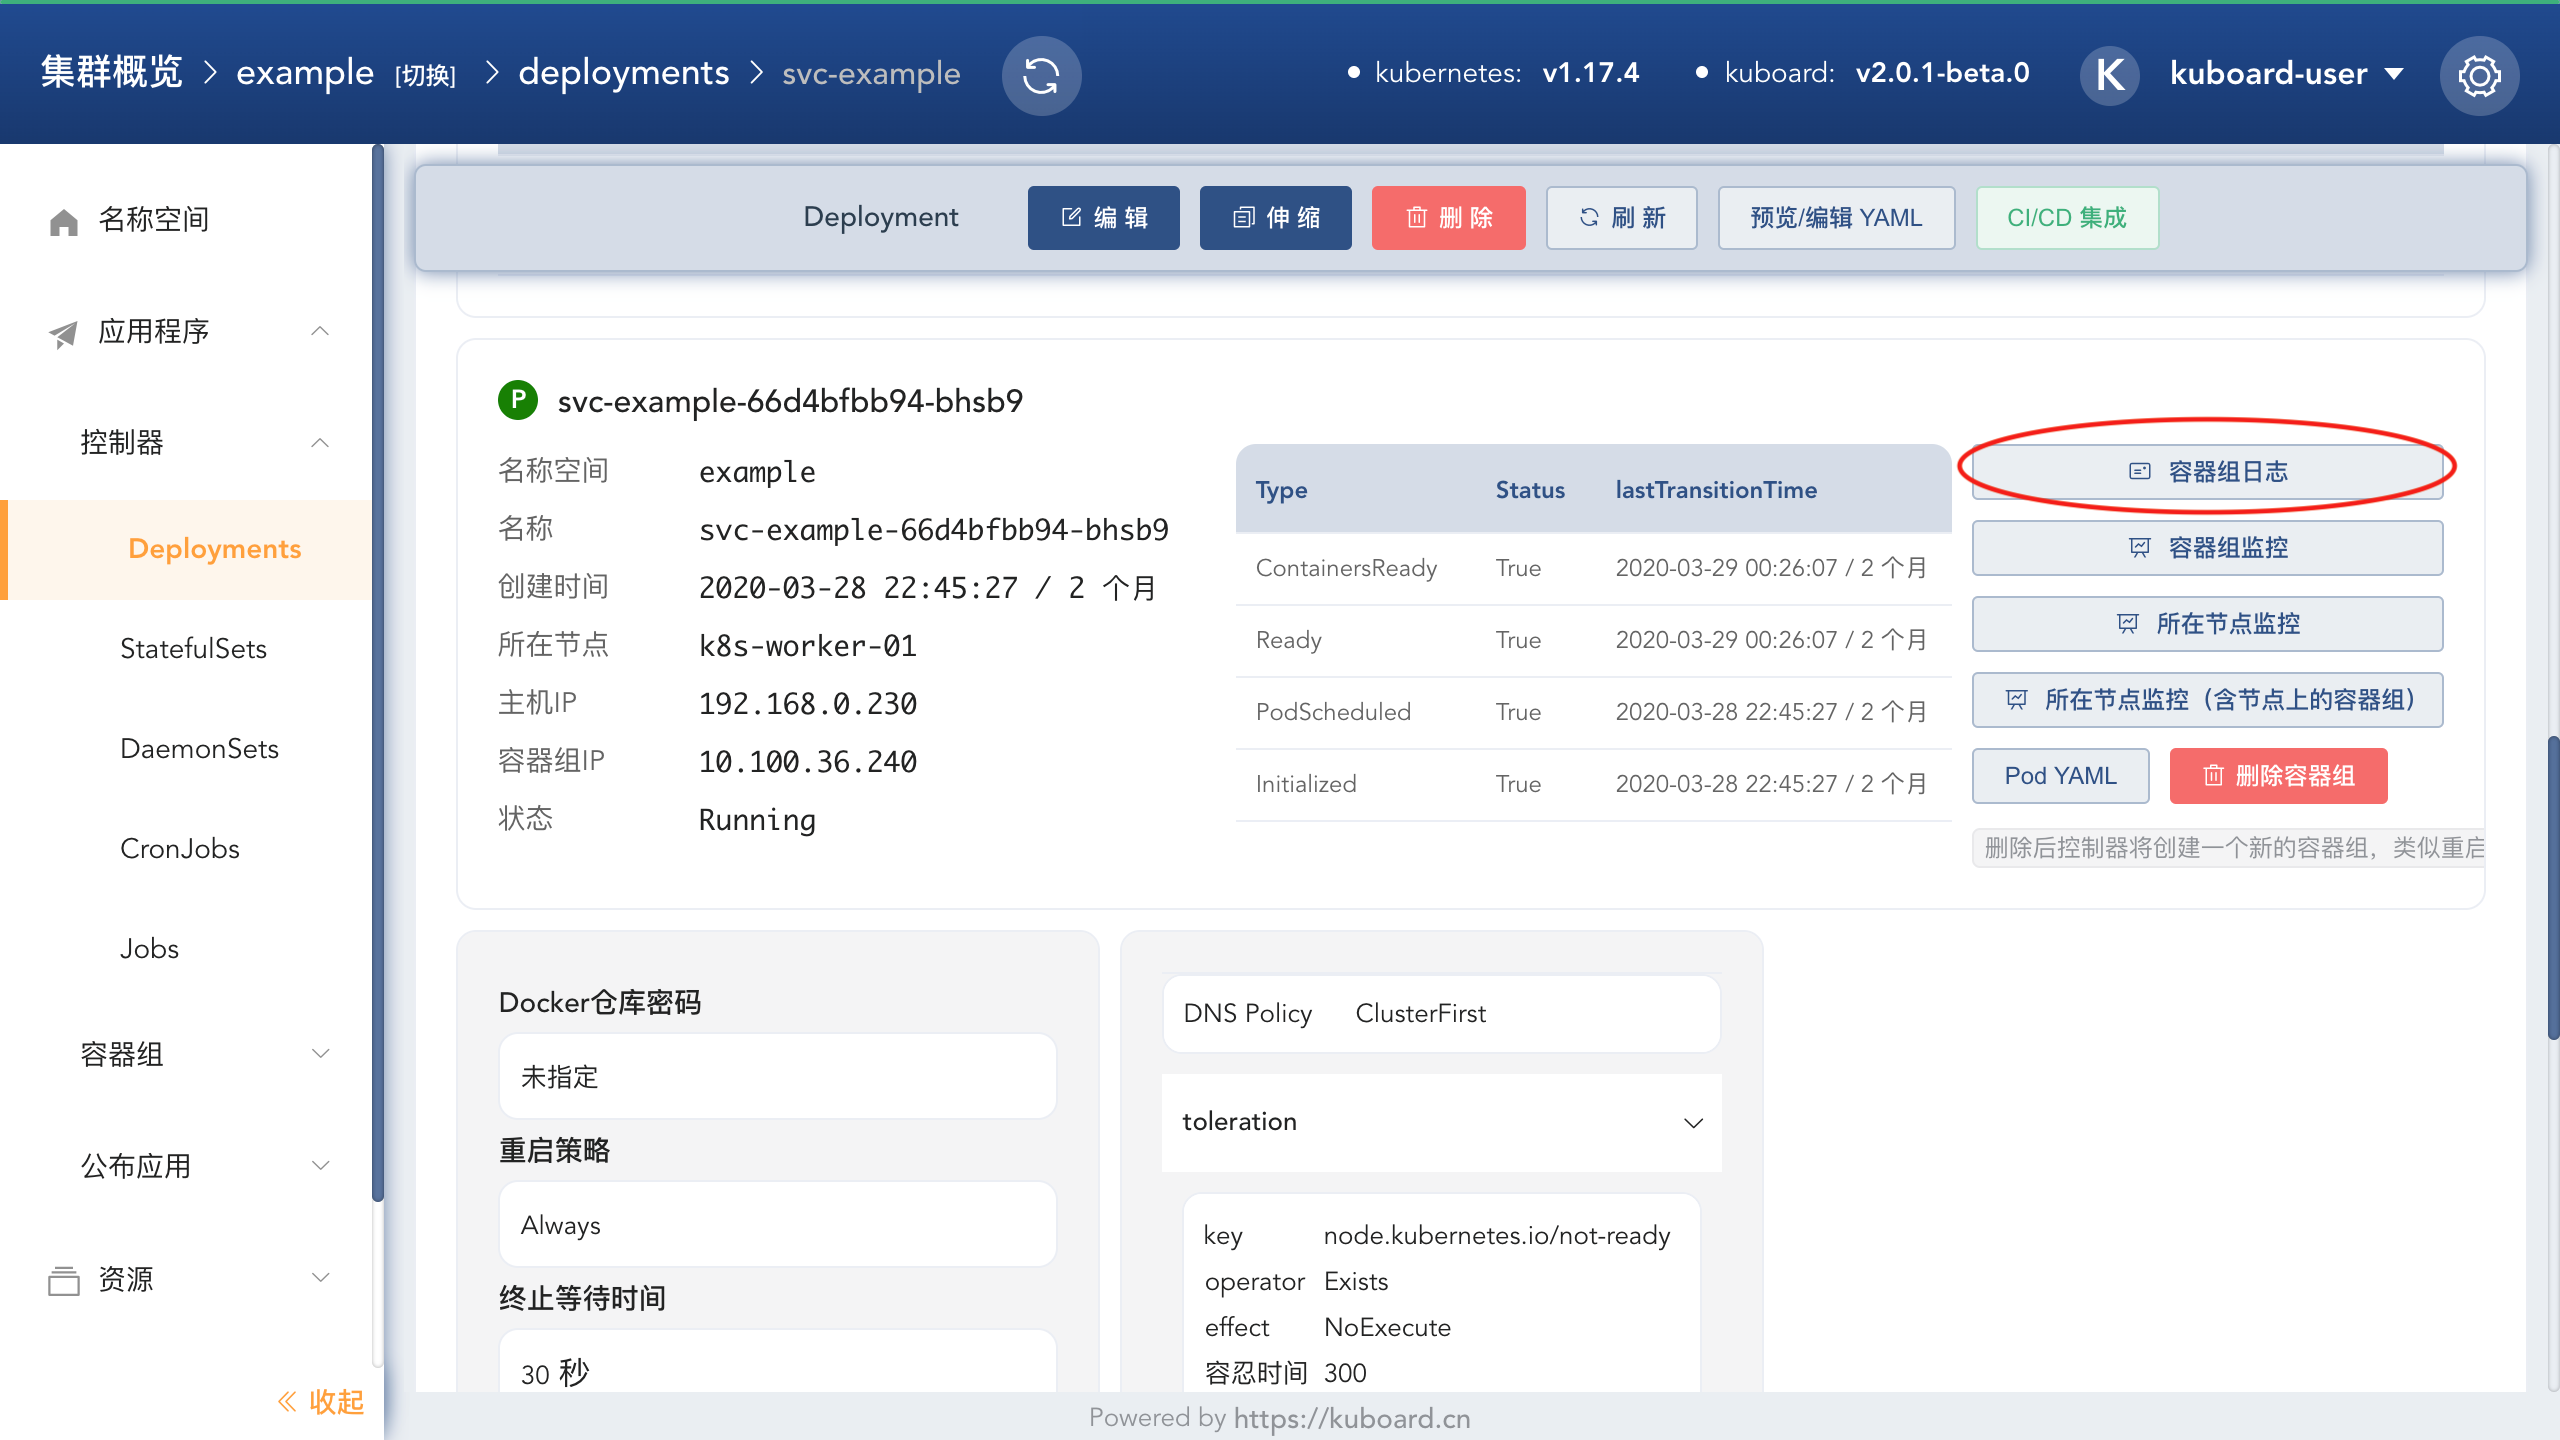 集群概览 > example [切换] > deployments > svc-example
kubernetes: v1.17.4
kuboard: v2.0.1-beta.0
K kuboard-user
名称空间
应用程序
控制器
Deployments
StatefulSets
DaemonSets
CronJobs
Jobs
容器组
公布应用
资源
收起
Deployment
编 辑
伸 缩
删 除
刷 新
预览/编辑 YAML
CI/CD 集成
P svc-example-66d4bfbb94-bhsb9
名称空间 example
名称 svc-example-66d4bfbb94-bhsb9
创建时间 2020-03-28 22:45:27 / 2 个月
所在节点 k8s-worker-01
主机IP 192.168.0.230
容器组IP 10.100.36.240
状态 Running
Type Status lastTransitionTime
ContainersReady True 2020-03-29 00:26:07 / 2 个月
Ready True 2020-03-29 00:26:07 / 2 个月
PodScheduled True 2020-03-28 22:45:27 / 2 个月
Initialized True 2020-03-28 22:45:27 / 2 个月
容器组日志
容器组监控
所在节点监控
所在节点监控（含节点上的容器组）
Pod YAML
删除容器组
删除后控制器将创建一个新的容器组，类似重启
Docker仓库密码
未指定
重启策略
Always
终止等待时间
30 秒
DNS Policy ClusterFirst
toleration
key node.kubernetes.io/not-ready
operator Exists
effect NoExecute
容忍时间 300
Powered by https://kuboard.cn